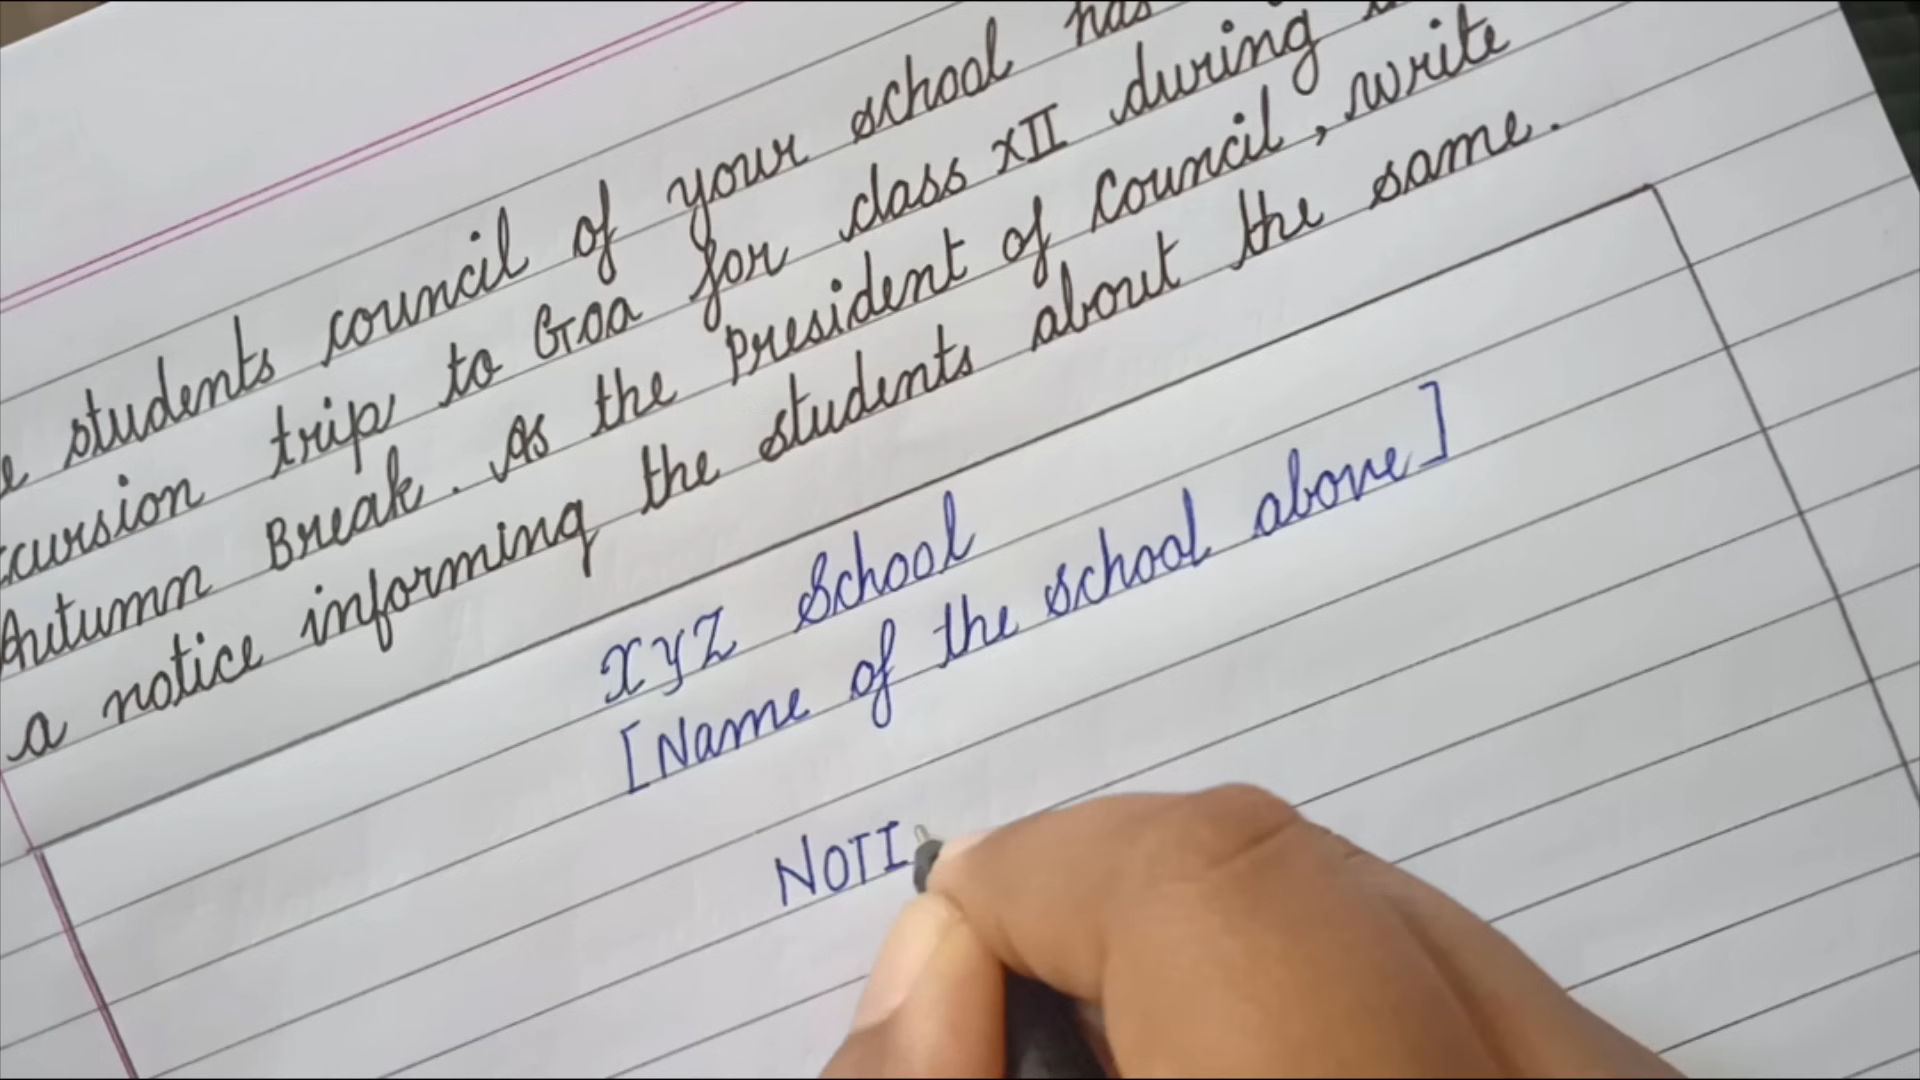 students council of your school has
trip to Goa for class XII during
Autumn Break. As the President of Council, write
a notice informing the students about the same.
XYZ School
[Name of the school above]
NOTI